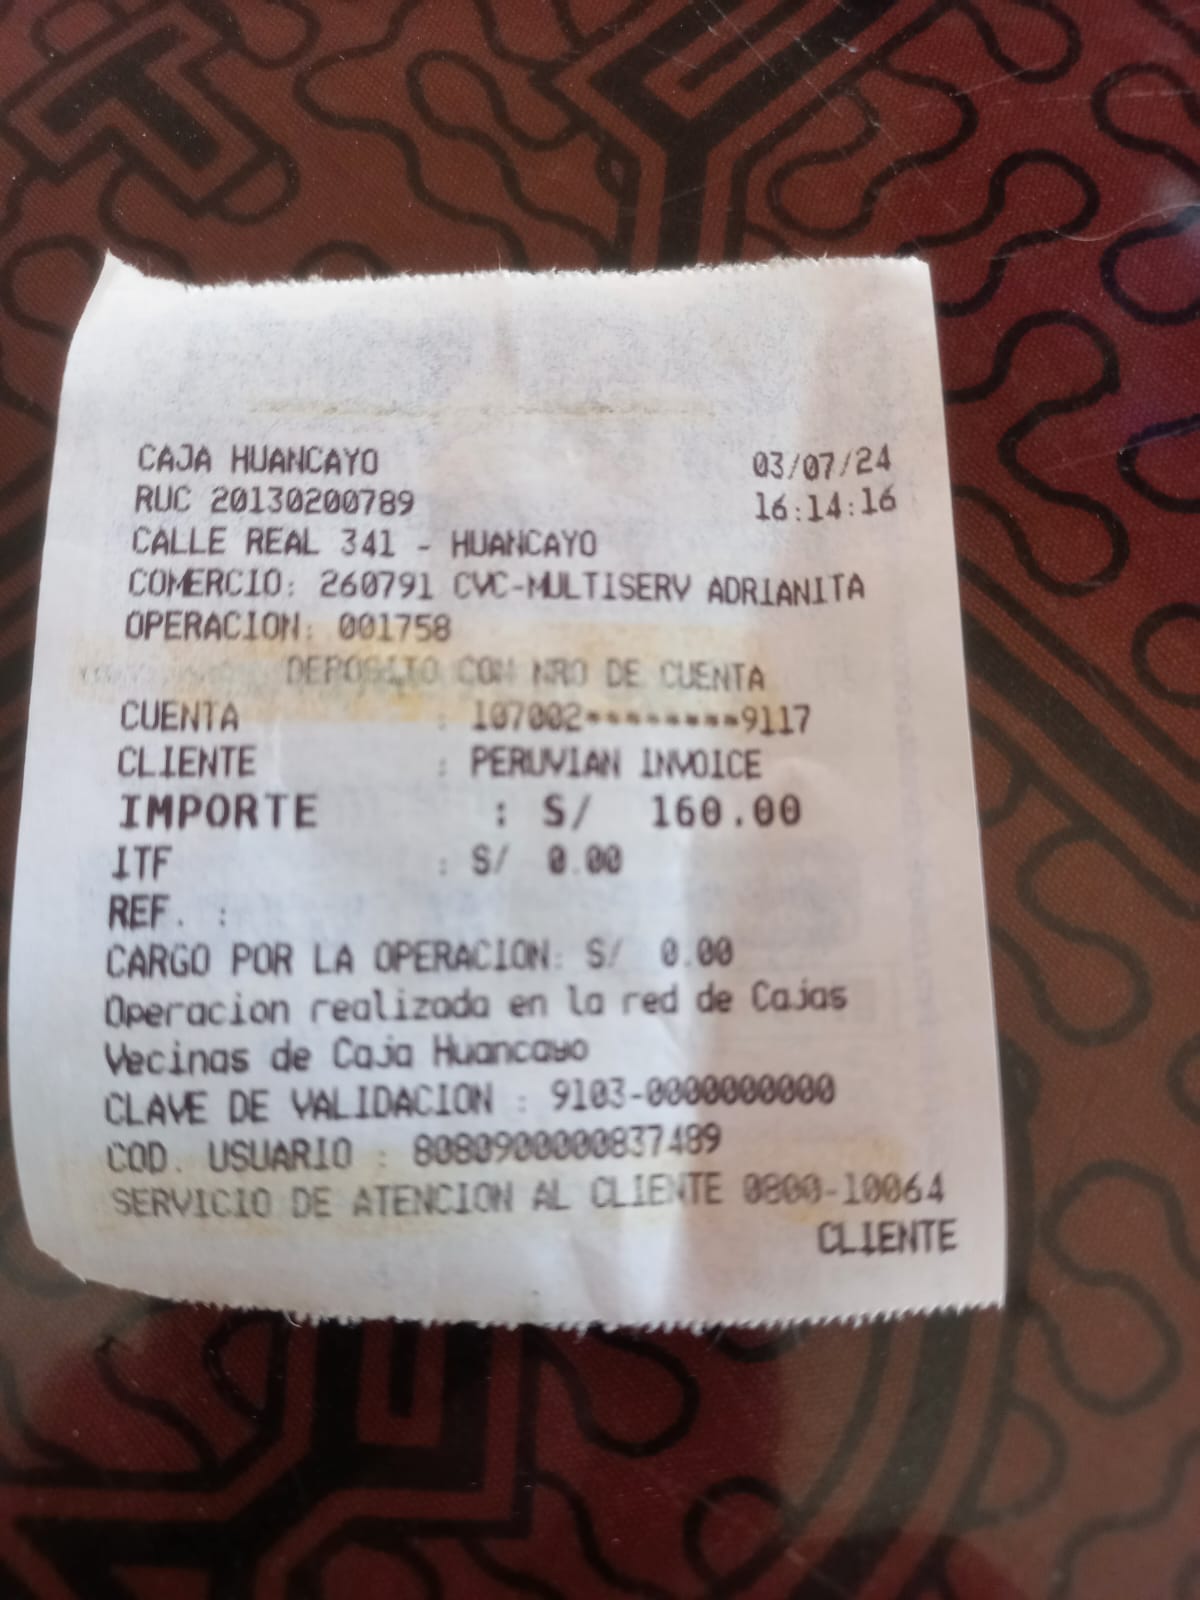 CAJA HUANCAYO 03/07/24
RUC 20130200789 16:14:16
CALLE REAL 341 - HUANCAYO
COMERCIO: 260791 CVC-MULTISERV ADRIANITA
OPERACION: 001758
DEPOSITO CON NRO DE CUENTA
CUENTA : 107002********9117
CLIENTE : PERUVIAN INVOICE
IMPORTE : S/ 160.00
ITF : S/ 0.00
REF. :
CARGO POR LA OPERACION: S/ 0.00
Operacion realizada en la red de Cajas
Vecinas de Caja Huancayo
CLAVE DE VALIDACION : 9103-0000000000
COD. USUARIO : 8080900000837489
SERVICIO DE ATENCION AL CLIENTE 0800-10064
CLIENTE